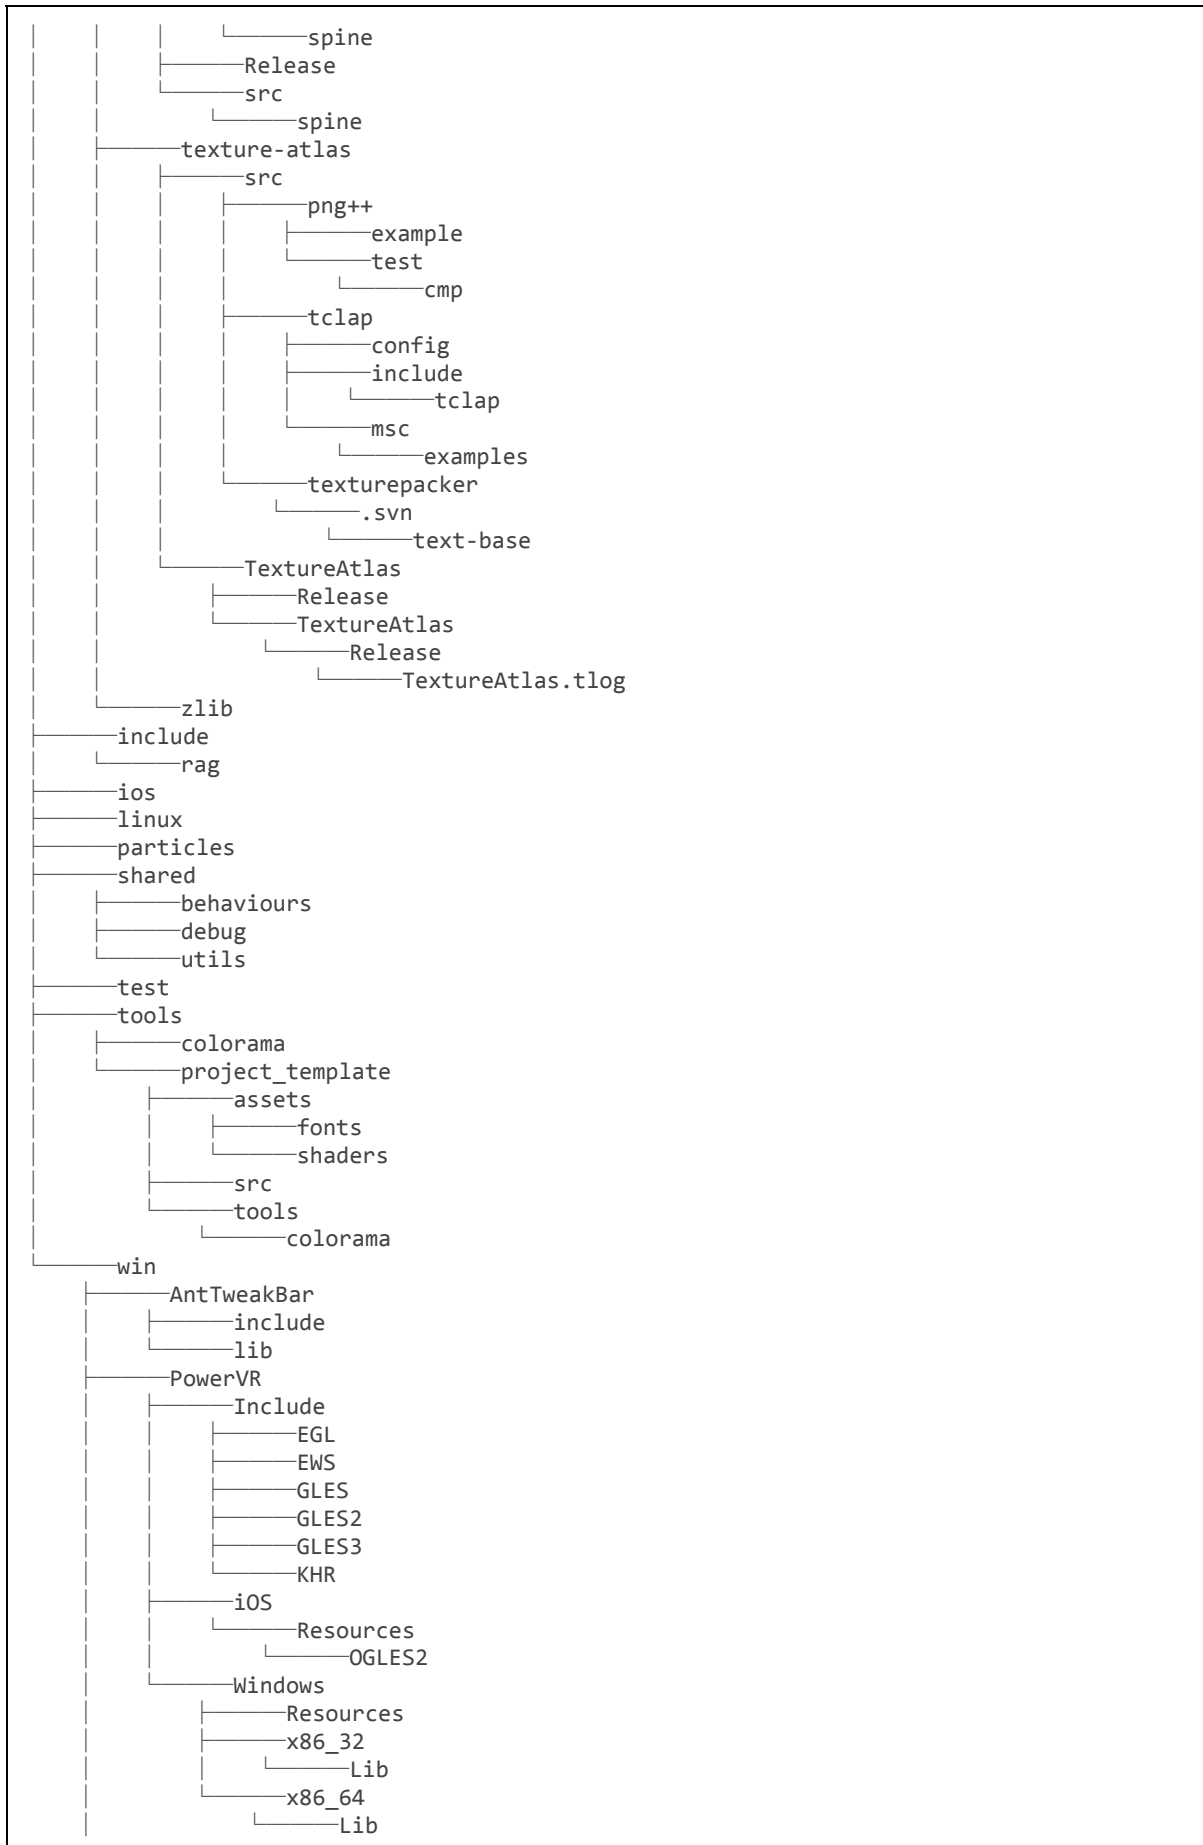 spine
Release
src
spine
texture-atlas
src
png++
example
test
cmp
tclap
config
include
tclap
msc
examples
texturepacker
.svn
text-base
TextureAtlas
Release
TextureAtlas
Release
TextureAtlas.tlog
zlib
include
rag
ios
linux
particles
shared
behaviours
debug
utils
test
tools
colorama
project_template
assets
fonts
shaders
src
tools
colorama
win
AntTweakBar
include
lib
PowerVR
Include
EGL
EWS
GLES
GLES2
GLES3
KHR
iOS
Resources
OGLES2
Windows
Resources
x86_32
Lib
x86_64
Lib